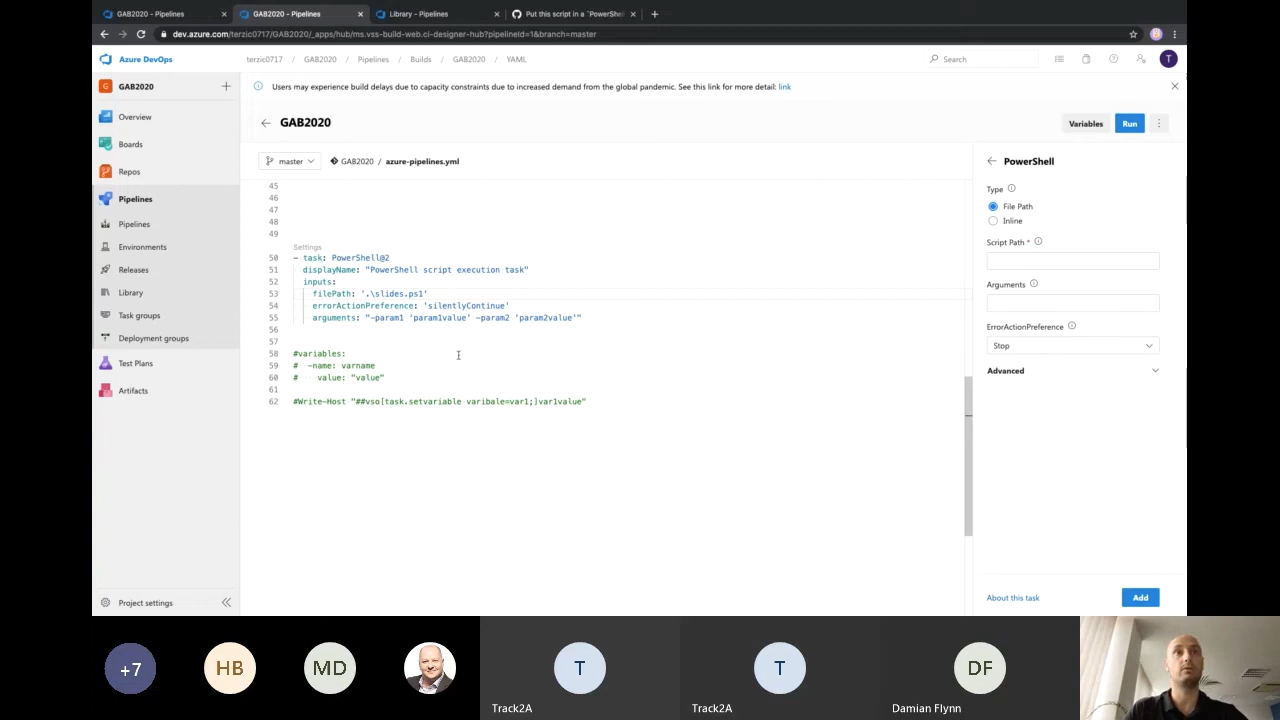 GAB2020 - Pipelines
GAB2020 - Pipelines
Library - Pipelines
Put this script in a `PowerShell
dev.azure.com/terzic0717/GAB2020/_apps/hub/ms.vss-build-web.ci-designer-hub?pipelineId=1&branch=master
Azure DevOps
terzic0717 / GAB2020 / Pipelines / Builds / GAB2020 / YAML
Search
T
G GAB2020
Users may experience build delays due to capacity constraints due to increased demand from the global pandemic. See this link for more detail: link
Overview
Boards
Repos
Pipelines
Pipelines
Environments
Releases
Library
Task groups
Deployment groups
Test Plans
Artifacts
Project settings
GAB2020
Variables
Run
master
GAB2020 / azure-pipelines.yml
45
46
47
48
49
Settings
50 - task: PowerShell@2
51 displayName: "PowerShell script execution task"
52 inputs:
53 filePath: '.\slides.ps1'
54 errorActionPreference: 'silentlyContinue'
55 arguments: "-param1 'param1value' -param2 'param2value'"
56
57
58 #variables:
59 # -name: varname
60 # value: "value"
61
62 #Write-Host "##vso[task.setvariable varibale=var1;]var1value"
PowerShell
Type
File Path
Inline
Script Path *
Arguments
ErrorActionPreference
Stop
Advanced
About this task
Add
+7
HB
MD
T
Track2A
T
Track2A
DF
Damian Flynn